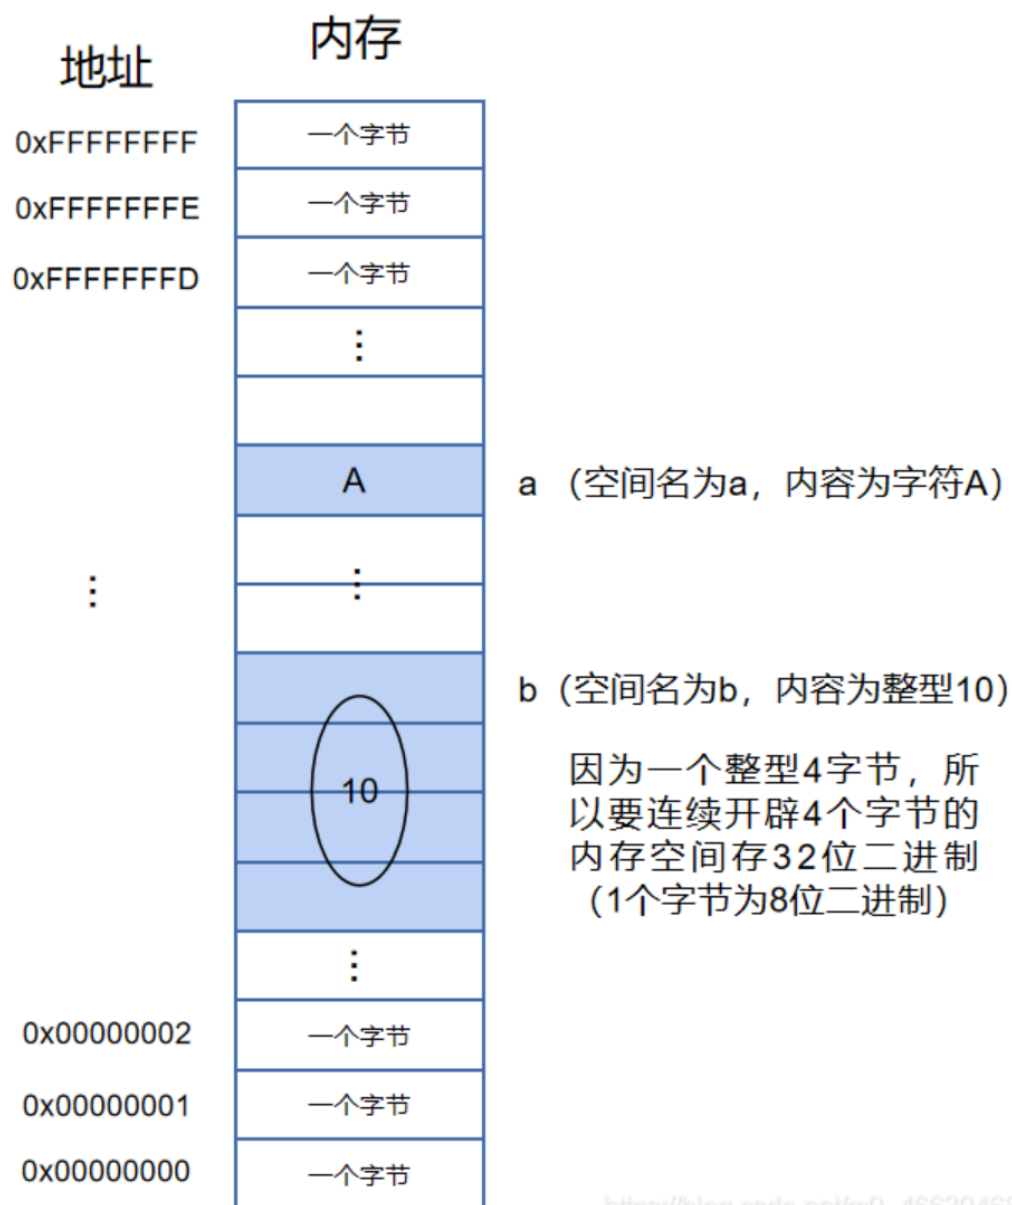 地址
内存
0xFFFFFFFF
一个字节
0xFFFFFFFE
一个字节
0xFFFFFFFD
一个字节
⋮
A
a （空间名为a，内容为字符A）
⋮
⋮
b（空间名为b，内容为整型10）
10
因为一个整型4字节，所
以要连续开辟4个字节的
内存空间存32位二进制
（1个字节为8位二进制）
⋮
0x00000002
一个字节
0x00000001
一个字节
0x00000000
一个字节